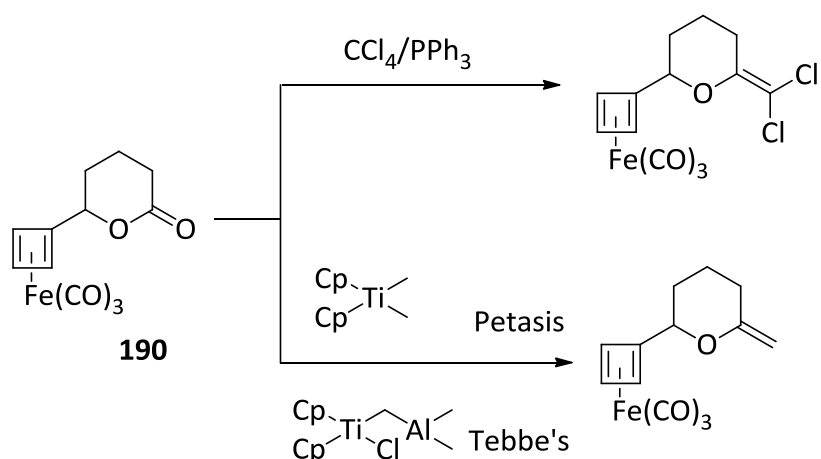 CCl4/PPh3
O
Cl
Cl
Fe(CO)3
O
O
Fe(CO)3
190
Cp
Cp
Ti
Petasis
O
Fe(CO)3
Cp
Cp
Ti
Cl
Al
Tebbe's